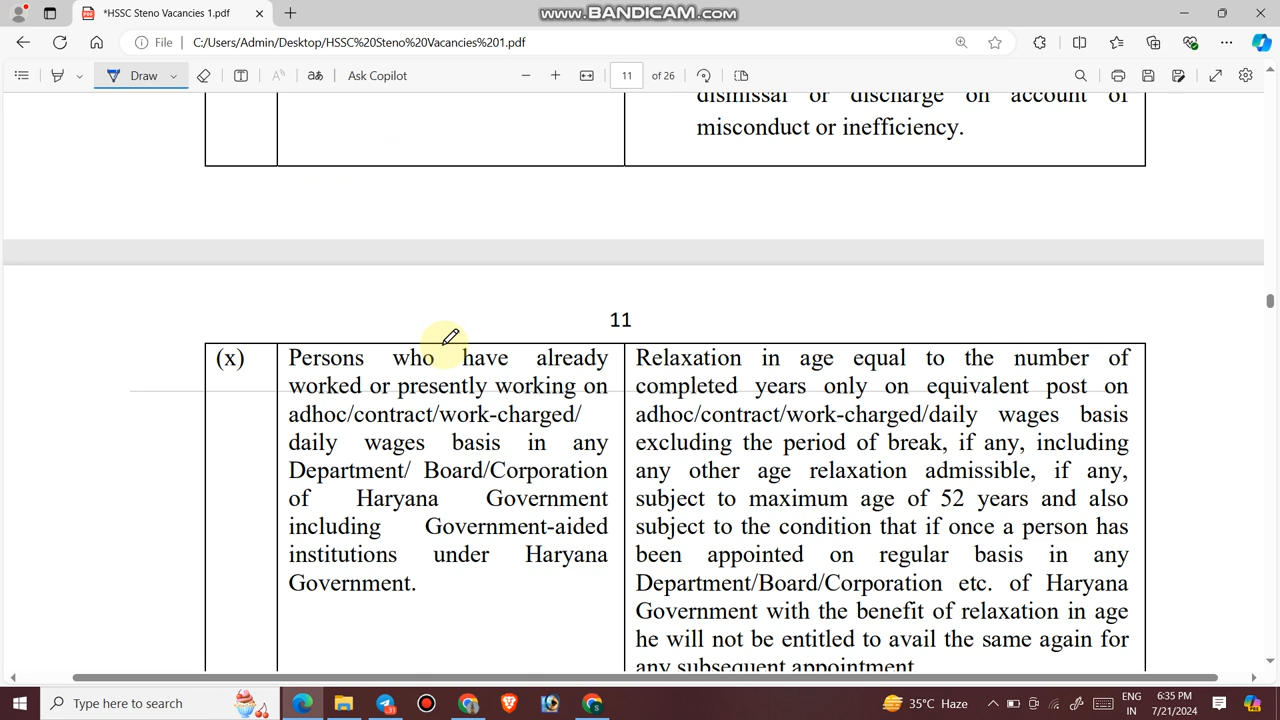 *HSSC Steno Vacancies 1.pdf
WWW.BANDICAM.COM
File C:/Users/Admin/Desktop/HSSC%20Steno%20Vacancies%201.pdf
Draw Ask Copilot 11 of 26
dismissal or discharge on account of
misconduct or inefficiency.
11
(x)
Persons who have already
worked or presently working on
adhoc/contract/work-charged/
daily wages basis in any
Department/ Board/Corporation
of Haryana Government
including Government-aided
institutions under Haryana
Government.
Relaxation in age equal to the number of
completed years only on equivalent post on
adhoc/contract/work-charged/daily wages basis
excluding the period of break, if any, including
any other age relaxation admissible, if any,
subject to maximum age of 52 years and also
subject to the condition that if once a person has
been appointed on regular basis in any
Department/Board/Corporation etc. of Haryana
Government with the benefit of relaxation in age
he will not be entitled to avail the same again for
any subsequent appointment
Type here to search
35°C Haze
ENG
IN
6:35 PM
7/21/2024